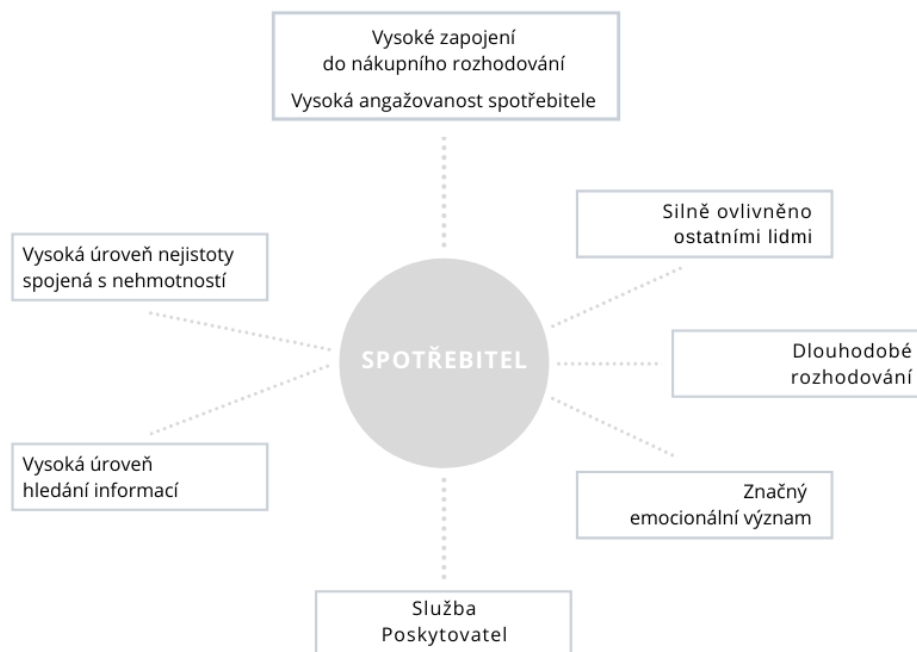 Vysoké zapojení
do nákupního rozhodování
Vysoká angažovanost spotřebitele
Silně ovlivněno
ostatními lidmi
Vysoká úroveň nejistoty
spojená s nehmotností
SPOTŘEBITEL
Dlouhodobé
rozhodování
Vysoká úroveň
hledání informací
Značný
emocionální význam
Služba
Poskytovatel